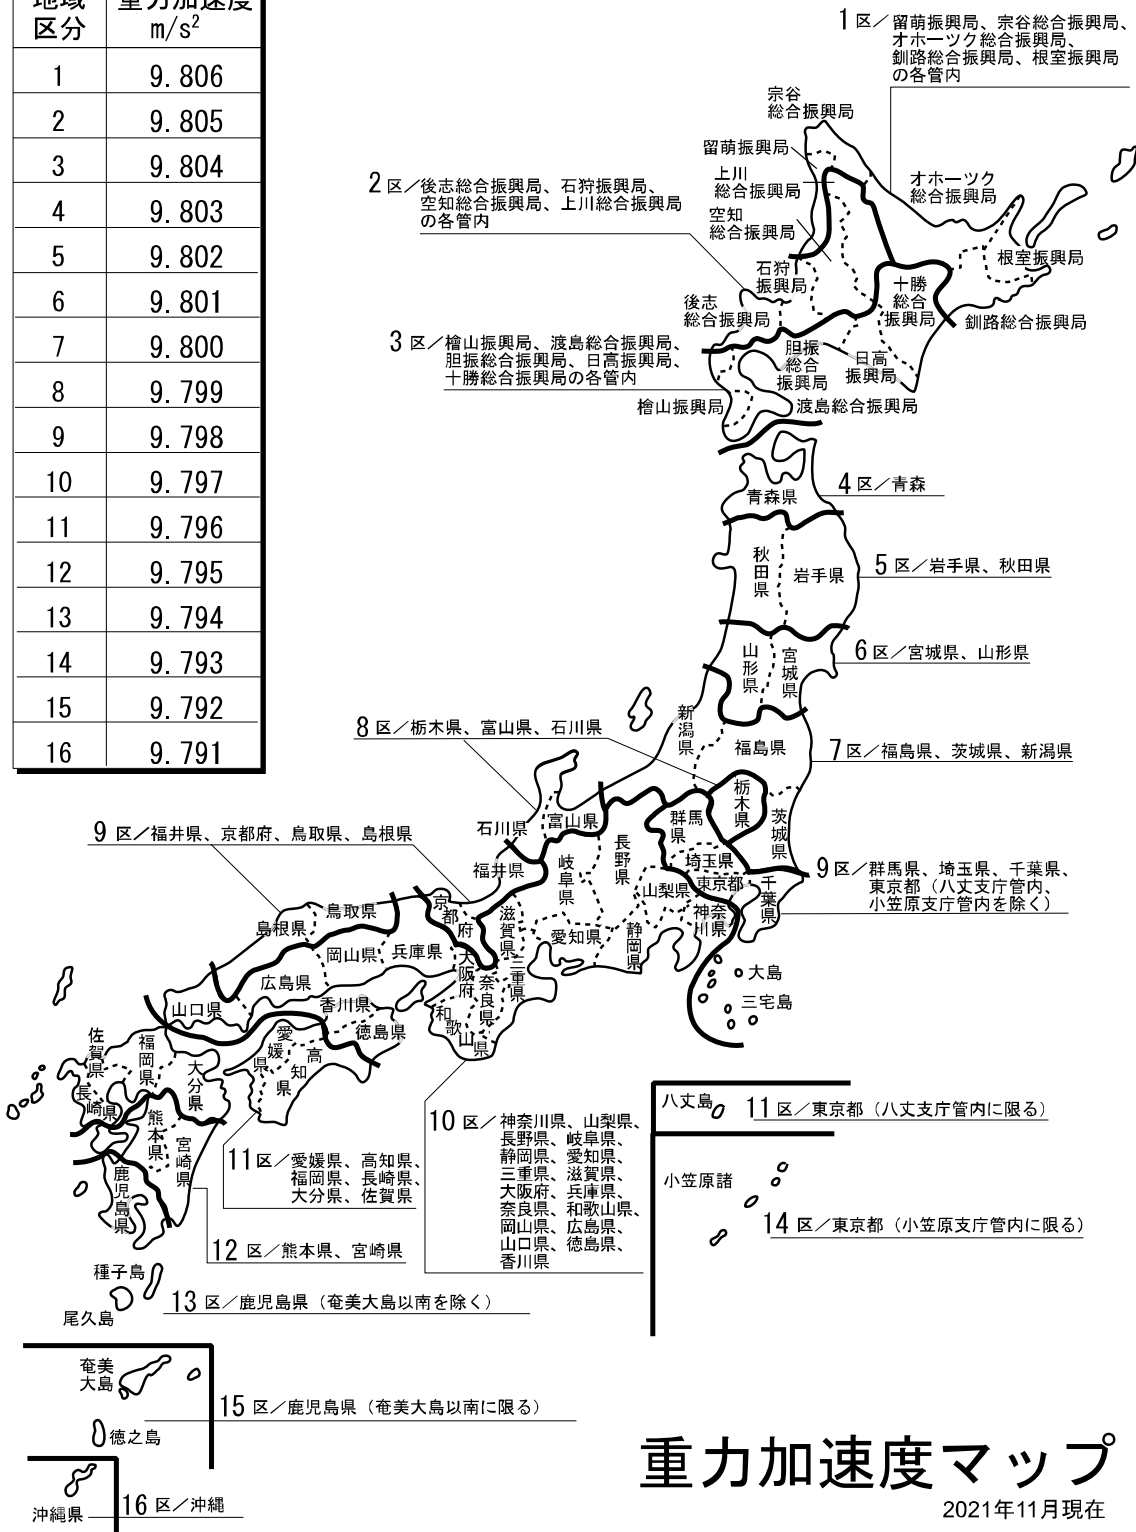 地域 重力加速度
区分 m/s²
1 9.806
2 9.805
3 9.804
4 9.803
5 9.802
6 9.801
7 9.800
8 9.799
9 9.798
10 9.797
11 9.796
12 9.795
13 9.794
14 9.793
15 9.792
16 9.791
1 区／留萌振興局、宗谷総合振興局、
オホーツク総合振興局、
釧路総合振興局、根室振興局
の各管内
宗谷
総合振興局
留萌振興局
上川
総合振興局
オホーツク
総合振興局
2 区／後志総合振興局、石狩振興局、
空知総合振興局、上川総合振興局
の各管内
空知
総合振興局
根室振興局
石狩
振興局
十勝
総合
振興局
後志
総合振興局
釧路総合振興局
3 区／檜山振興局、渡島総合振興局、
胆振総合振興局、日高振興局、
十勝総合振興局の各管内
胆振
総合
振興局
日高
振興局
檜山振興局
渡島総合振興局
青森県
4 区／青森
秋田県
岩手県
5 区／岩手県、秋田県
山形県
宮城県
6 区／宮城県、山形県
新潟県
福島県
7 区／福島県、茨城県、新潟県
8 区／栃木県、富山県、石川県
栃木県
茨城県
群馬県
石川県
富山県
長野県
埼玉県
9 区／福井県、京都府、鳥取県、島根県
福井県
岐阜県
山梨県
東京都
千葉県
9 区／群馬県、埼玉県、千葉県、
東京都（八丈支庁管内、
小笠原支庁管内を除く）
神奈川県
京都府
滋賀県
愛知県
静岡県
鳥取県
島根県
岡山県
兵庫県
大阪府
三重県
奈良県
大島
三宅島
広島県
山口県
香川県
和歌山県
徳島県
愛媛県
高知県
佐賀県
福岡県
大分県
長崎県
熊本県
宮崎県
鹿児島県
八丈島
11 区／東京都（八丈支庁管内に限る）
小笠原諸
14 区／東京都（小笠原支庁管内に限る）
10 区／神奈川県、山梨県、
長野県、岐阜県、
静岡県、愛知県、
三重県、滋賀県、
大阪府、兵庫県、
奈良県、和歌山県、
岡山県、広島県、
山口県、徳島県、
香川県
11 区／愛媛県、高知県、
福岡県、長崎県、
大分県、佐賀県
12 区／熊本県、宮崎県
種子島
尾久島
13 区／鹿児島県（奄美大島以南を除く）
奄美
大島
15 区／鹿児島県（奄美大島以南に限る）
徳之島
沖縄県
16 区／沖縄
重力加速度マップ
2021年11月現在